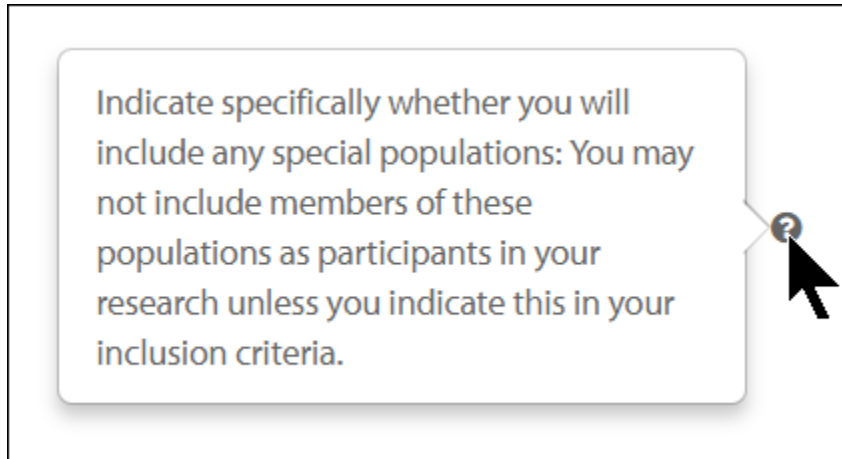 Indicate specifically whether you will
include any special populations: You may
not include members of these
populations as participants in your
research unless you indicate this in your
inclusion criteria.
?